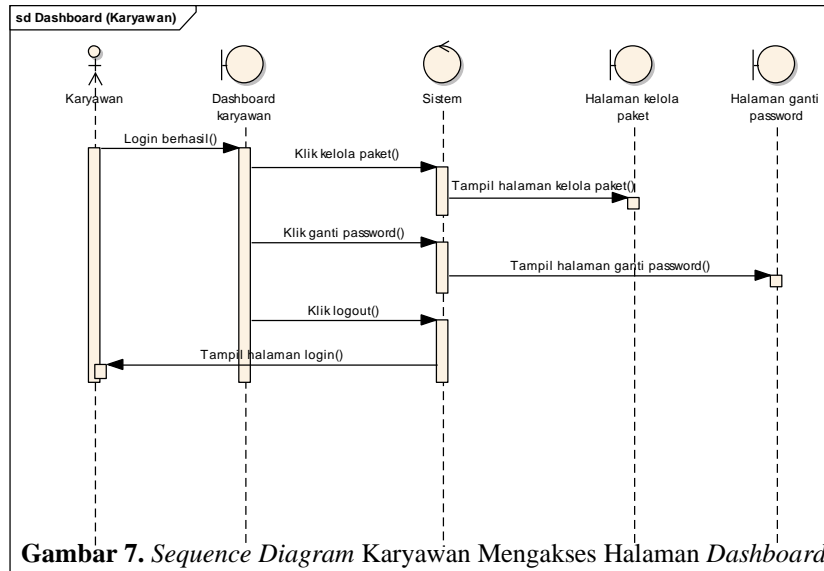 sd Dashboard (Karyawan)
Karyawan
Dashboard
karyawan
Sistem
Halaman kelola
paket
Halaman ganti
password
Login berhasil()
Klik kelola paket()
Tampil halaman kelola paket()
Klik ganti password()
Tampil halaman ganti password()
Klik logout()
Tampil halaman login()
Gambar 7. Sequence Diagram Karyawan Mengakses Halaman Dashboard